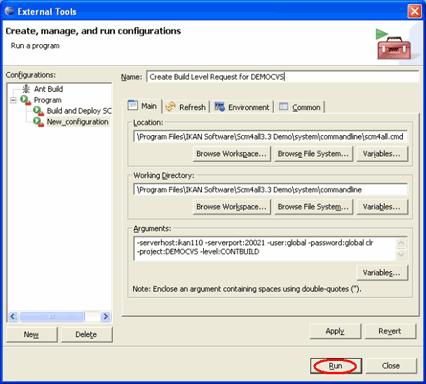 External Tools
Create, manage, and run configurations
Run a program
Configurations:
Ant Build
Program
Build and Deploy SC
New_configuration
New
Delete
Name: Create Build Level Request for DEMOCVS
Main Refresh Environment Common
Location:
\Program Files\IKAN Software\Scm4all3.3 Demo\system\commandline\scm4all.cmd
Browse Workspace... Browse File System... Variables...
Working Directory:
\Program Files\IKAN Software\Scm4all3.3 Demo\system\commandline
Browse Workspace... Browse File System... Variables...
Arguments:
-serverhost:ikan110 -serverport:20021 -user:global -password:global clr
-project:DEMOCVS -level:CONTBUILD
Variables...
Note: Enclose an argument containing spaces using double-quotes (").
Apply Revert
Run Close